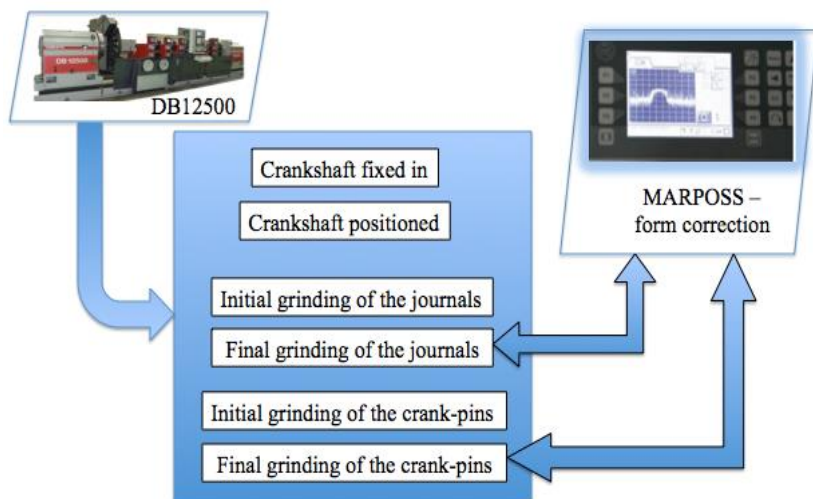 DB 12500
DB12500
Crankshaft fixed in
Crankshaft positioned
Initial grinding of the journals
Final grinding of the journals
Initial grinding of the crank-pins
Final grinding of the crank-pins
MARPOSS –
form correction